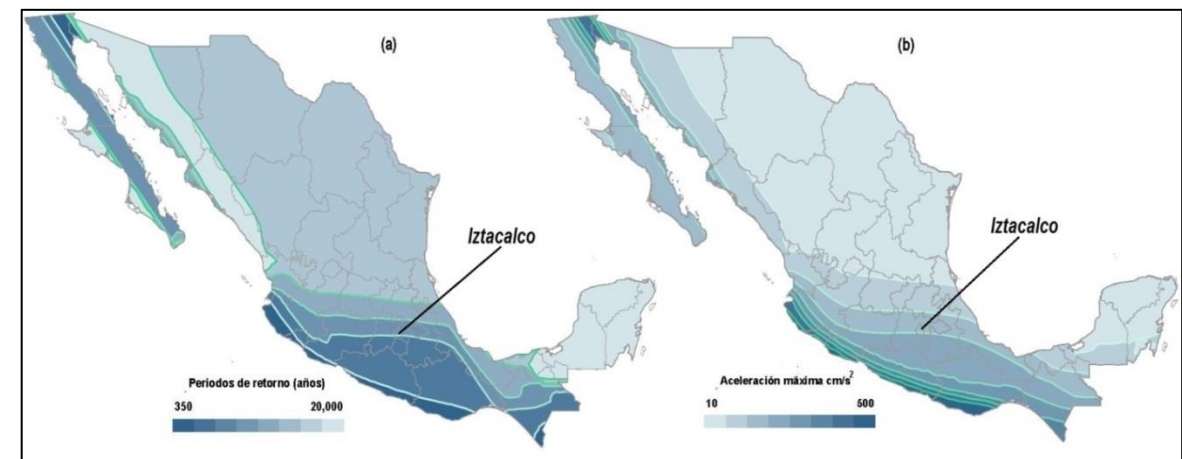 (a)
Iztacalco
Periodos de retorno (años)
350 20,000
(b)
Iztacalco
Aceleración máxima cm/s²
10 500